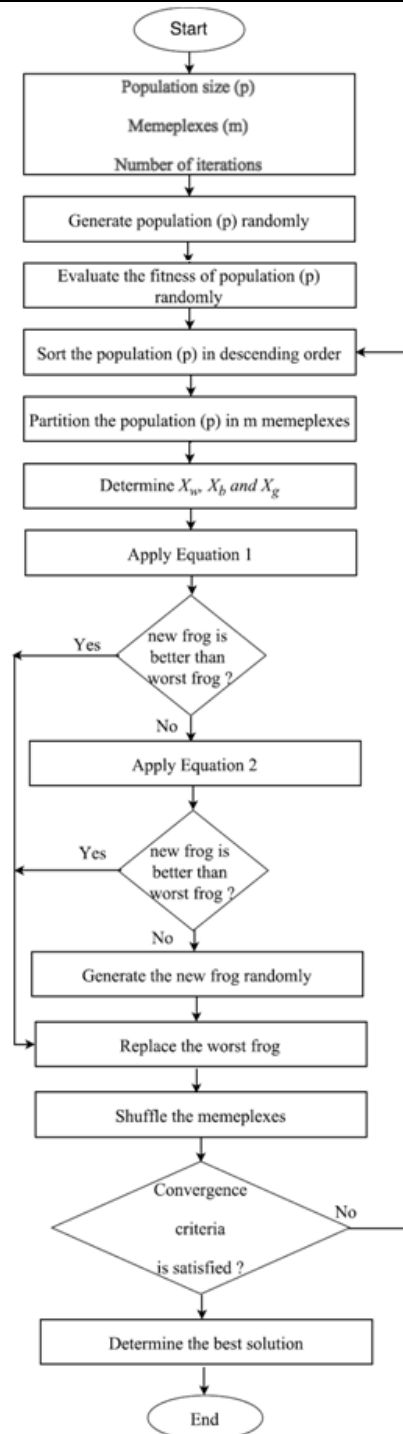 Start
Population size (p)
Memeplexes (m)
Number of iterations
Generate population (p) randomly
Evaluate the fitness of population (p)
randomly
Sort the population (p) in descending order
Partition the population (p) in m memeplexes
Determine Xw, Xb and Xg
Apply Equation 1
new frog is
better than
worst frog ?
Yes
No
Apply Equation 2
new frog is
better than
worst frog ?
Yes
No
Generate the new frog randomly
Replace the worst frog
Shuffle the memeplexes
Convergence
criteria
is satisfied ?
No
Determine the best solution
End